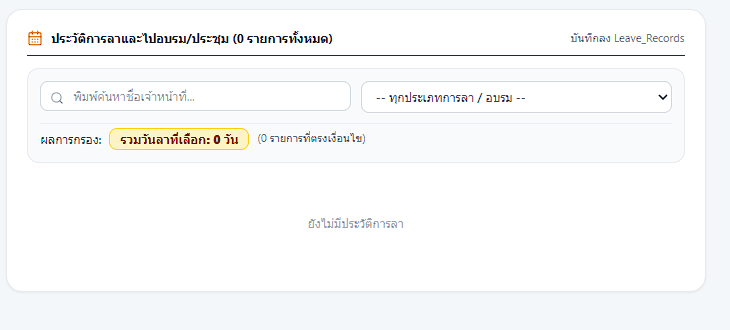 ประวัติการลาและไปอบรม/ประชุม (0 รายการทั้งหมด)
บันทึกลง Leave_Records
พิมพ์ค้นหาชื่อเจ้าหน้าที่...
-- ทุกประเภทการลา / อบรม --
ผลการกรอง: รวมวันลาที่เลือก: 0 วัน (0 รายการที่ตรงเงื่อนไข)
ยังไม่มีประวัติการลา